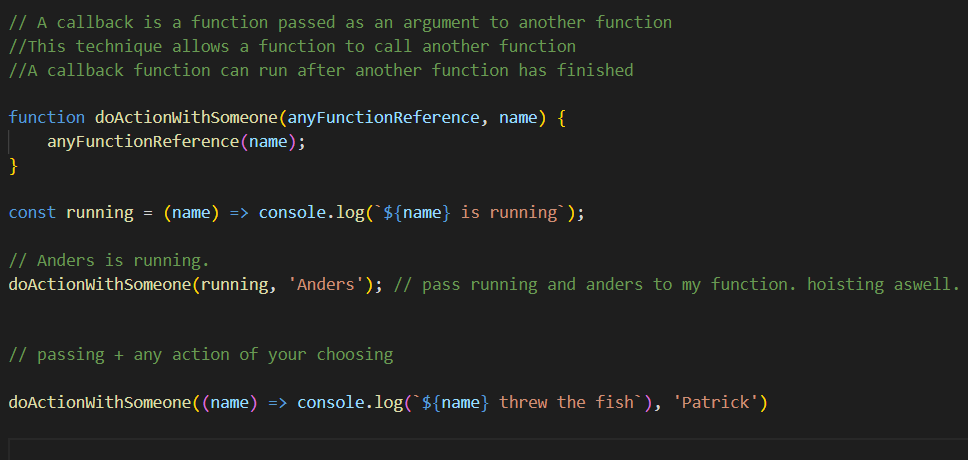 // A callback is a function passed as an argument to another function
//This technique allows a function to call another function
//A callback function can run after another function has finished
function doActionWithSomeone(anyFunctionReference, name) {
    anyFunctionReference(name);
}
const running = (name) => console.log(`${name} is running`);
// Anders is running.
doActionWithSomeone(running, 'Anders'); // pass running and anders to my function. hoisting aswell.
// passing + any action of your choosing
doActionWithSomeone((name) => console.log(`${name} threw the fish`), 'Patrick')